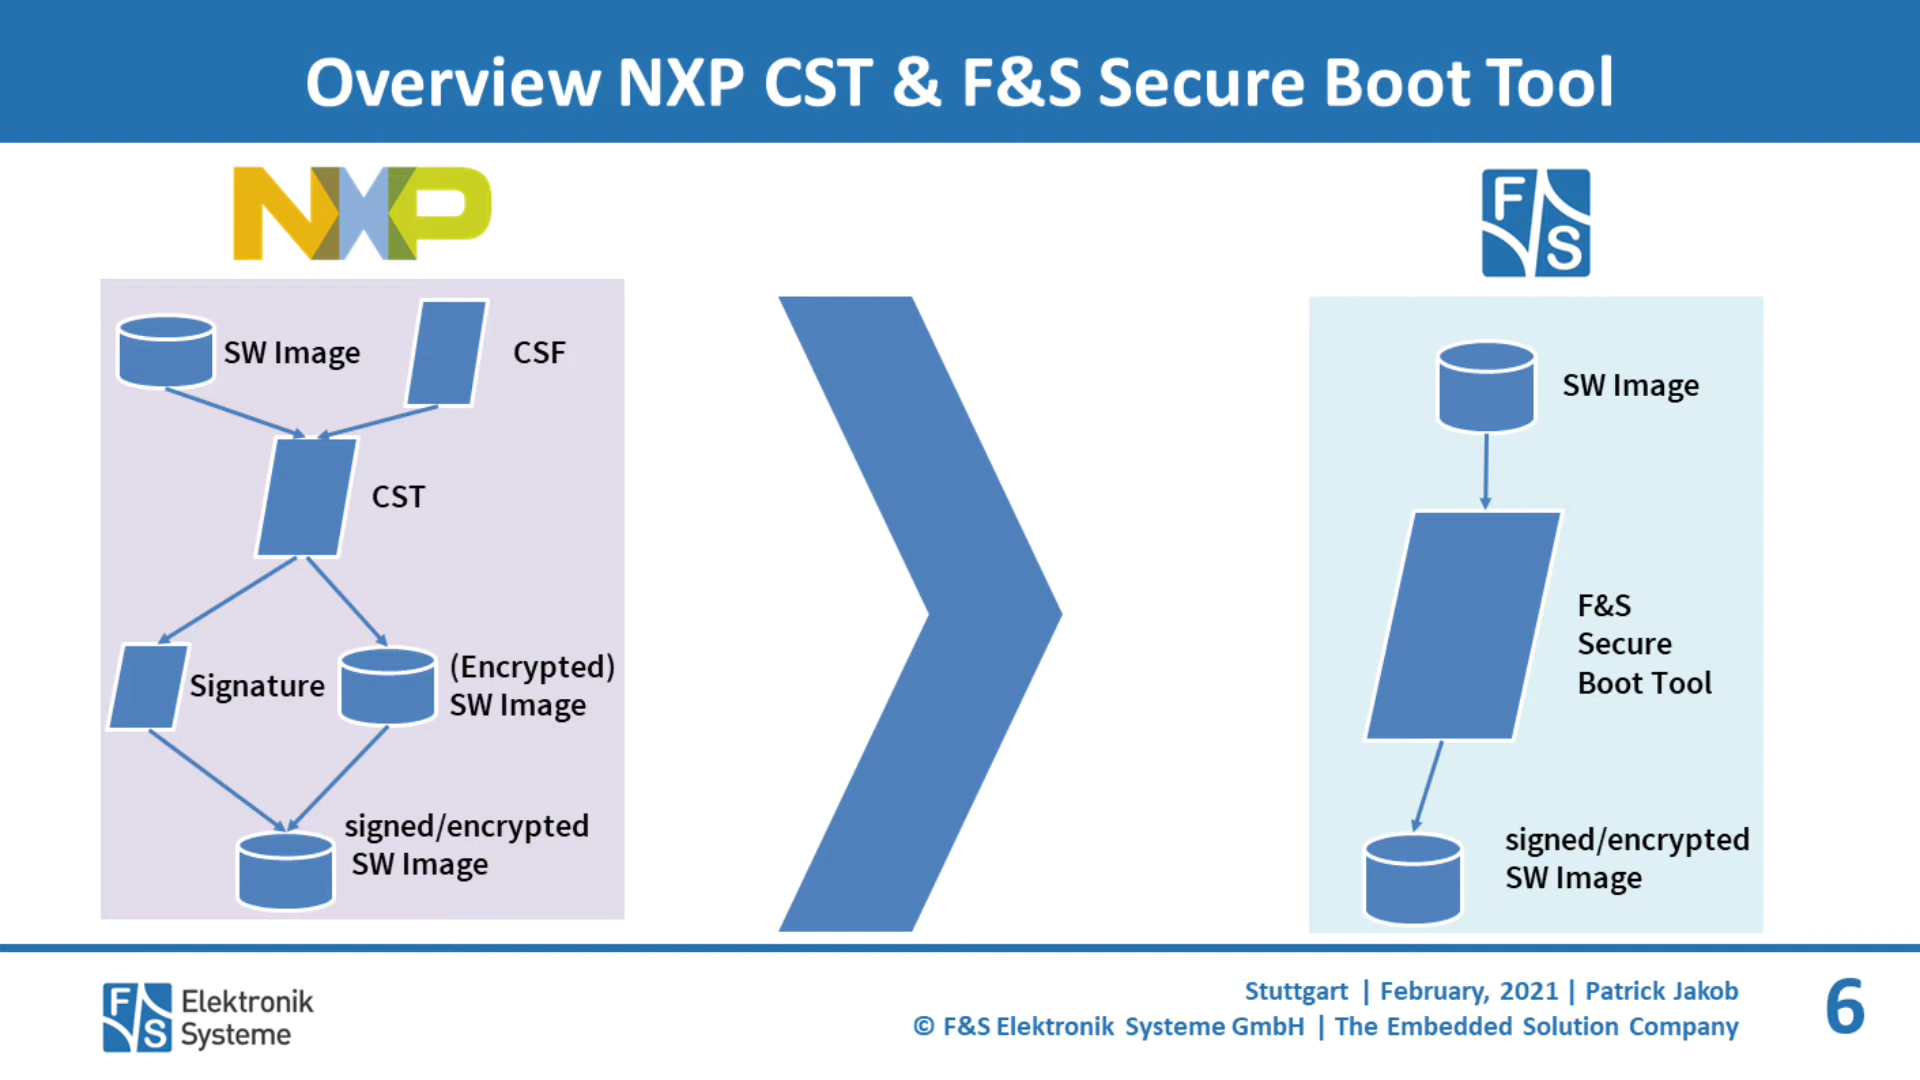 Overview NXP CST & F&S Secure Boot Tool
NXP
SW Image
CSF
CST
Signature
(Encrypted)
SW Image
signed/encrypted
SW Image
F
S
SW Image
F&S
Secure
Boot Tool
signed/encrypted
SW Image
F
S
Elektronik
Systeme
Stuttgart | February, 2021 | Patrick Jakob
© F&S Elektronik Systeme GmbH | The Embedded Solution Company
6